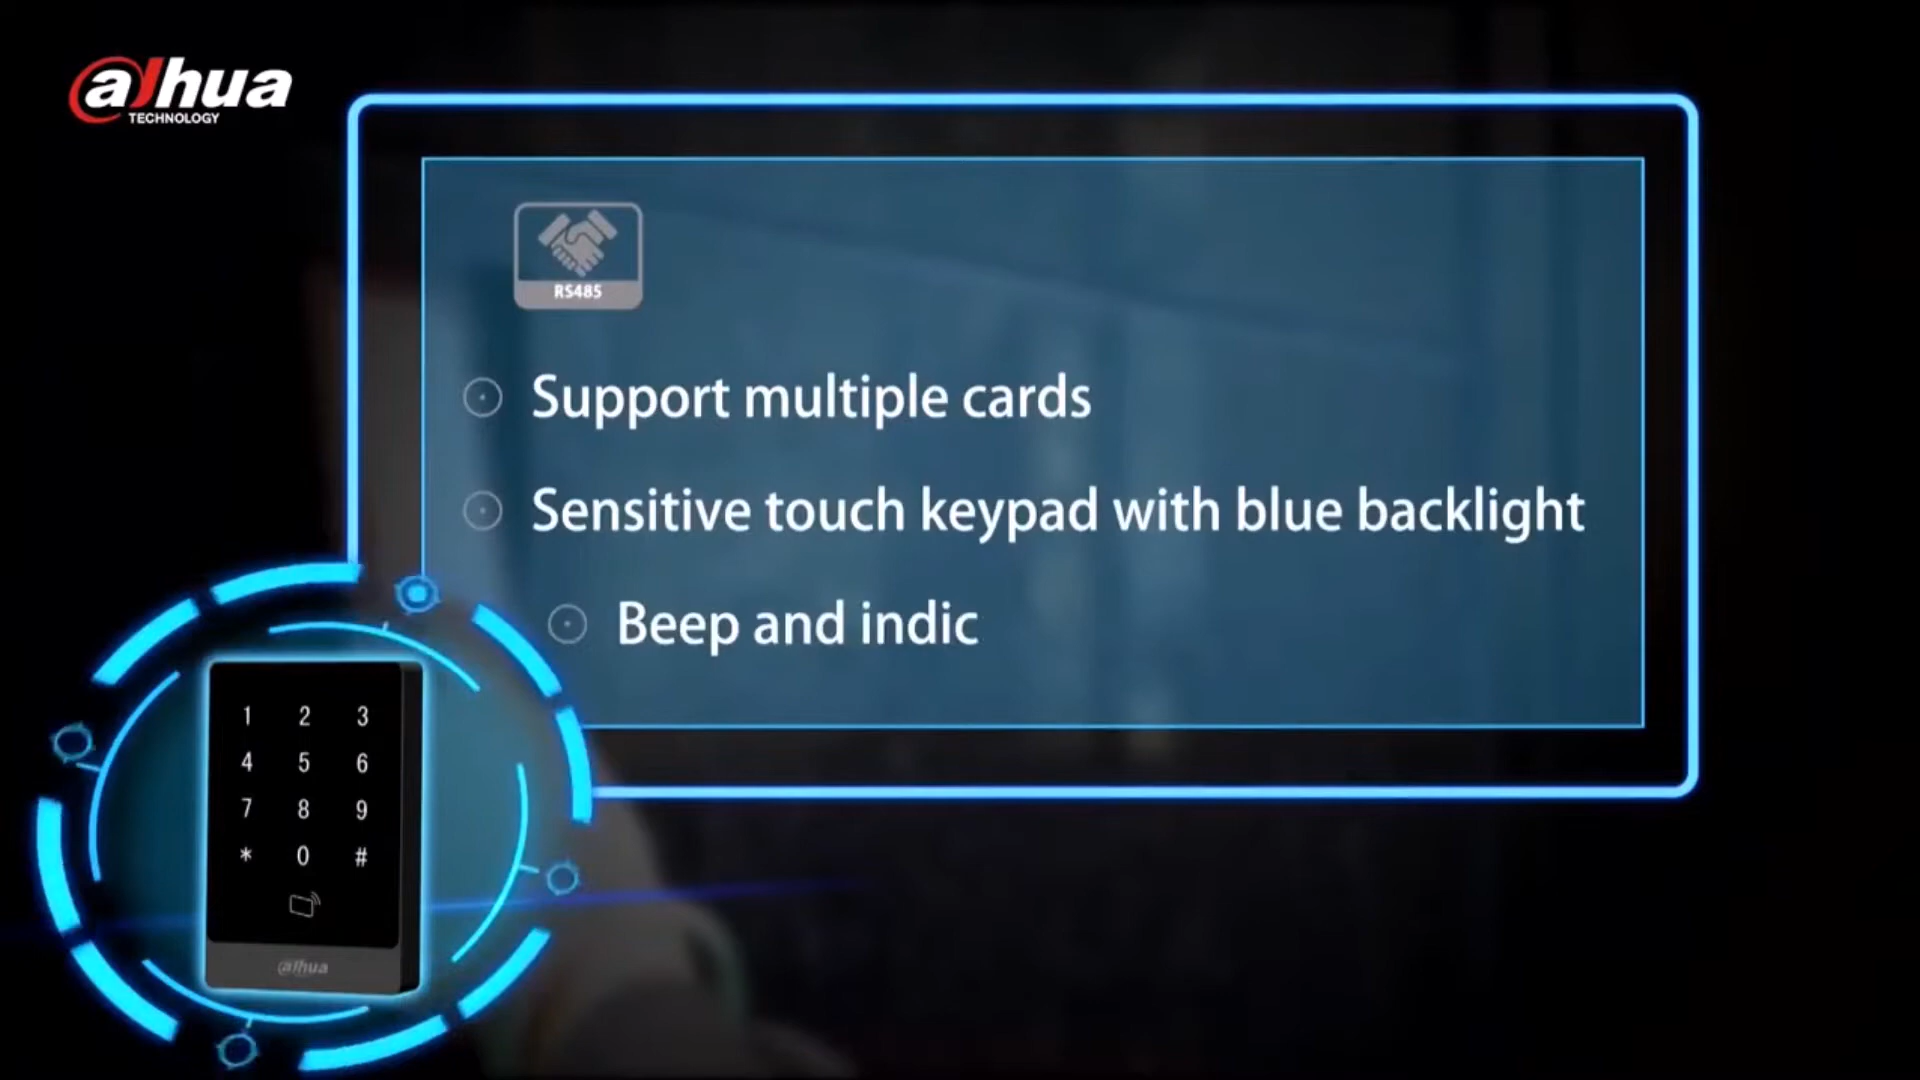 alhua
TECHNOLOGY
RS485
Support multiple cards
Sensitive touch keypad with blue backlight
Beep and indic
1 2 3
4 5 6
7 8 9
* 0 #
alhua